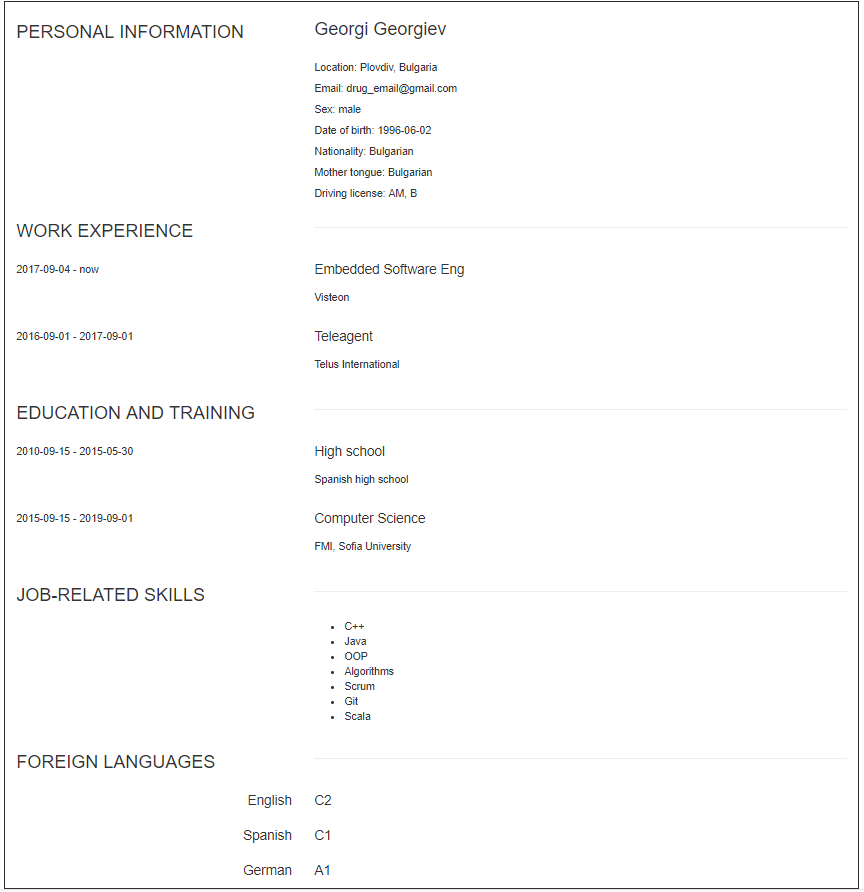 PERSONAL INFORMATION
Georgi Georgiev
Location: Plovdiv, Bulgaria
Email: drug_email@gmail.com
Sex: male
Date of birth: 1996-06-02
Nationality: Bulgarian
Mother tongue: Bulgarian
Driving license: AM, B
WORK EXPERIENCE
2017-09-04 - now
Embedded Software Eng
Visteon
2016-09-01 - 2017-09-01
Teleagent
Telus International
EDUCATION AND TRAINING
2010-09-15 - 2015-05-30
High school
Spanish high school
2015-09-15 - 2019-09-01
Computer Science
FMI, Sofia University
JOB-RELATED SKILLS
C++
Java
OOP
Algorithms
Scrum
Git
Scala
FOREIGN LANGUAGES
English C2
Spanish C1
German A1